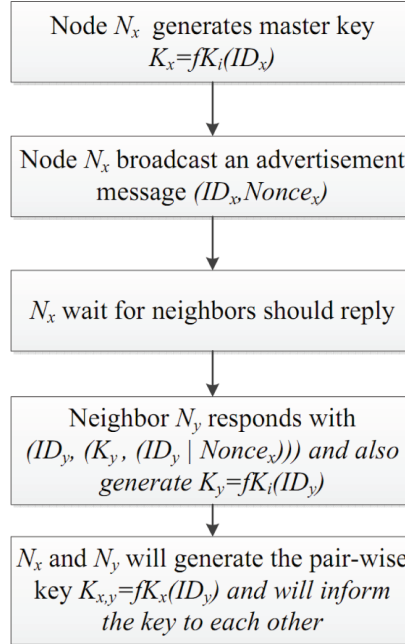 Node Nx generates master key
Kx=fKi(IDx)
Node Nx broadcast an advertisement
message (IDx,Noncex)
Nx wait for neighbors should reply
Neighbor Ny responds with
(IDy, (Ky , (IDy | Noncex))) and also
generate Ky=fKi(IDy)
Nx and Ny will generate the pair-wise
key Kx,y=fKx(IDy) and will inform
the key to each other